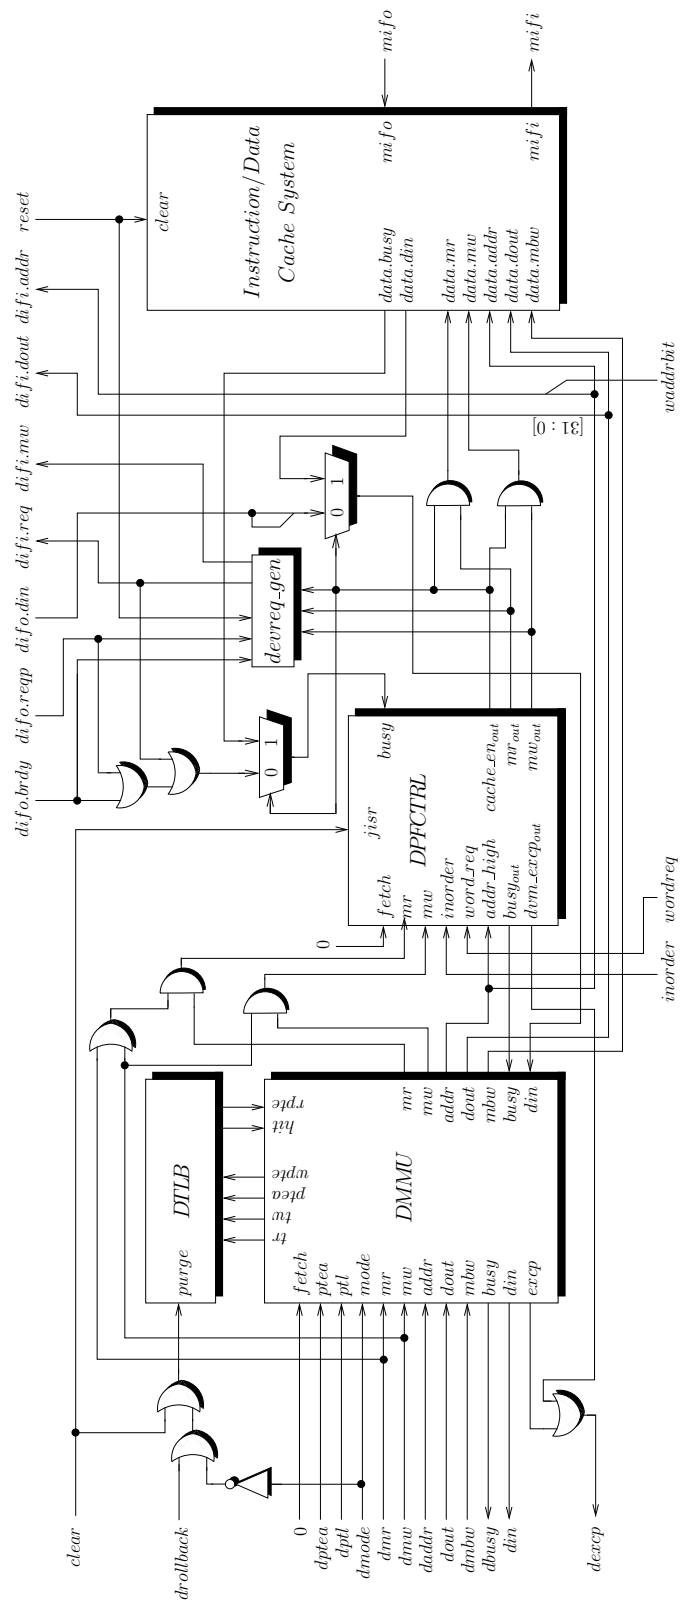 clear
drollback
0
dptea
dptl
dmode
dmr
dmw
daddr
dout
dmbw
dbusy
din
dexcp
purge
DTLB
fetch
ptea
ptl
mode
mr
mw
addr
dout
mbw
busy
din
excp
tr
tw
ptea
wpte
hit
rpte
DMMU
mr
mw
addr
dout
mbw
busy
din
inorder
wordreq
0
fetch
mr
mw
inorder
word_req
addr_high
busy_out
dvm_excp_out
jisr
DPFCTRL
busy
cache_en_out
mr_out
mw_out
difo.brdy
difo.reqp
difo.din
difi.req
difi.mw
difi.dout
difi.addr
reset
0 1
devreq_gen
0 1
[31 : 0]
waddrbit
clear
Instruction/Data
Cache System
data.busy
data.din
data.mr
data.mw
data.addr
data.dout
data.mbw
mifo
mifi
mifo
mifi